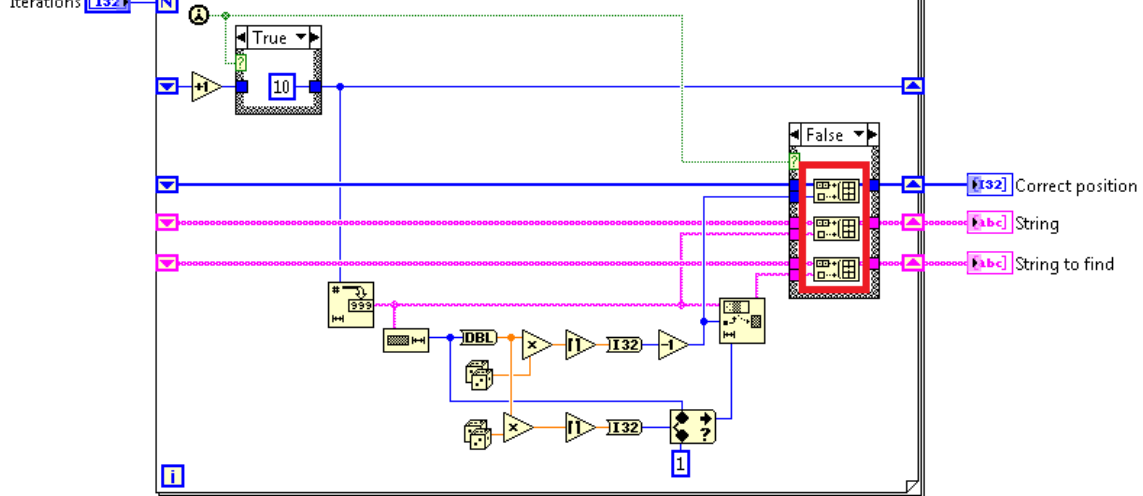 Iterations I32
N
True
?
+1
10
False
?
I32] Correct position
abc] String
abc] String to find
#
999
DBL
x
I32
-1
x
I32
?
1
i